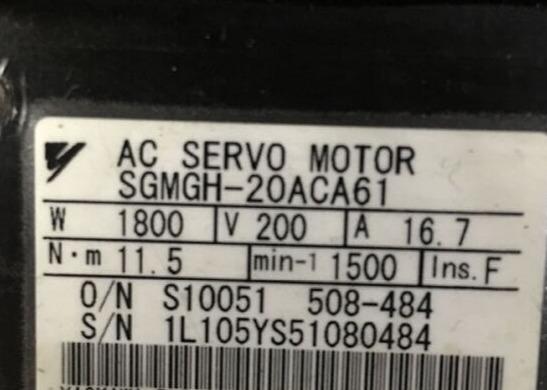 AC SERVO MOTOR
SGMGH-20ACA61
W 1800 V 200 A 16.7
N·m 11.5 min-1 1500 Ins. F
O/N S10051 508-484
S/N 1L105YS51080484